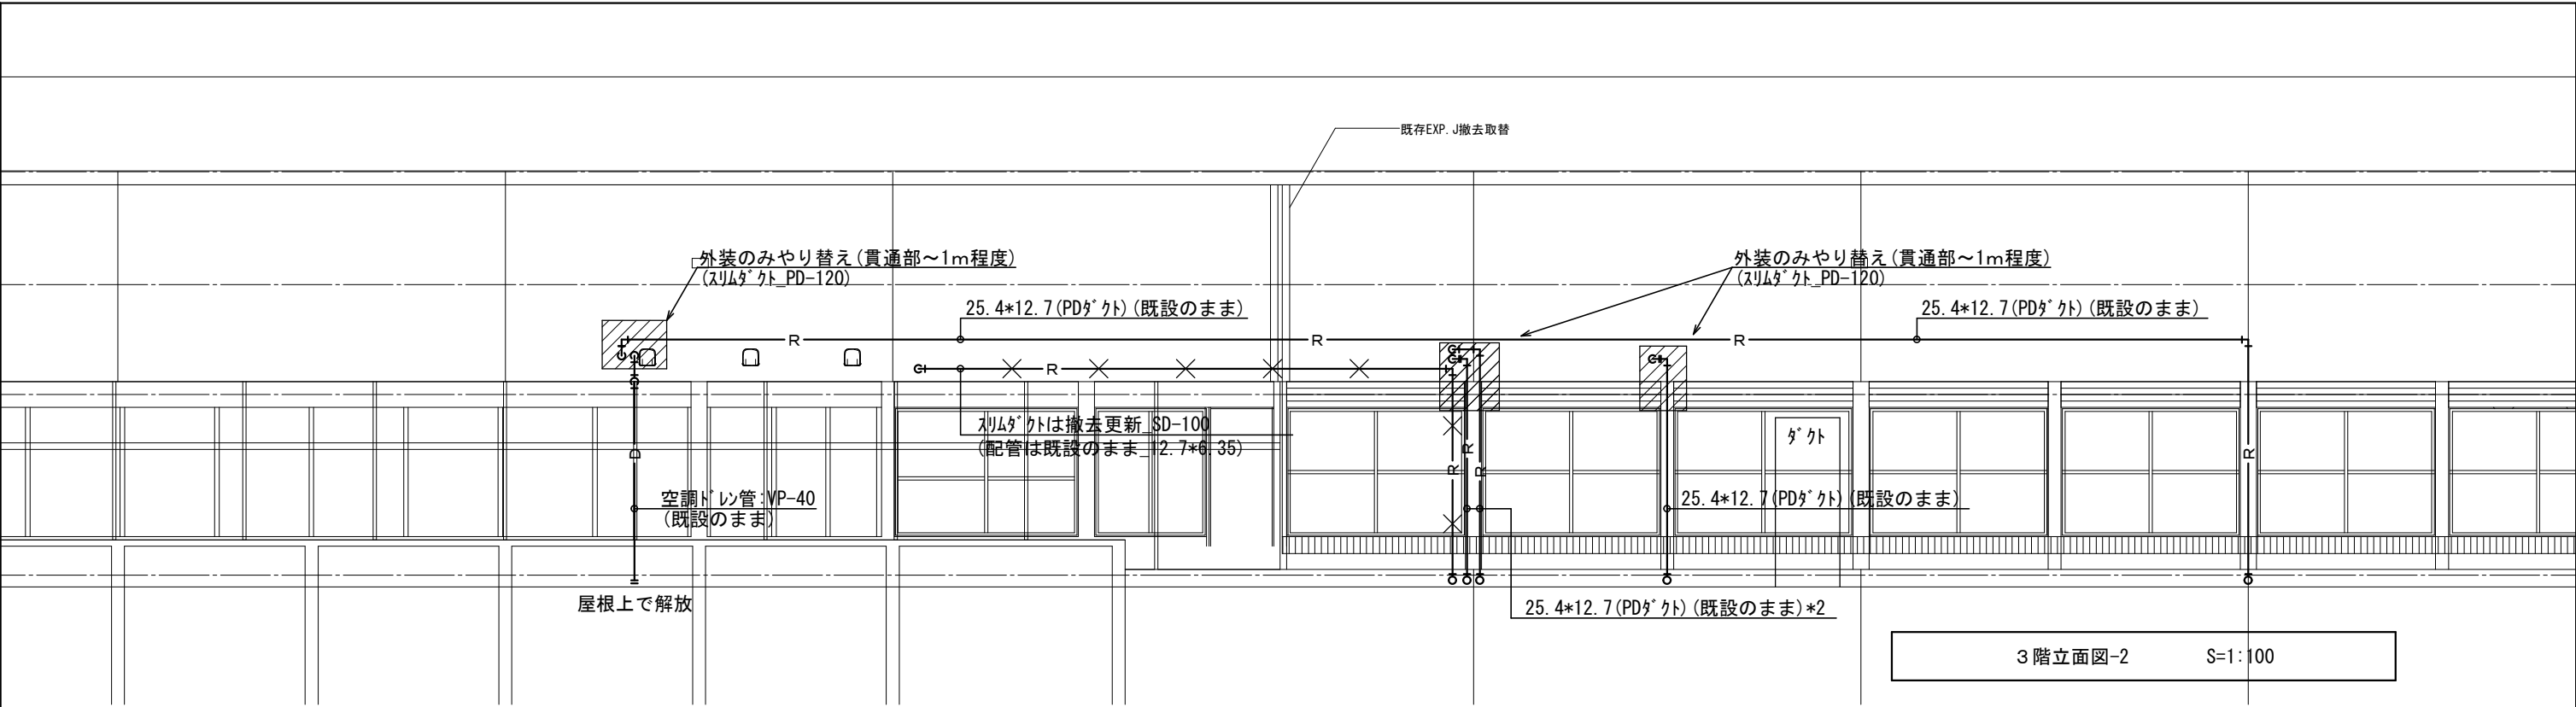 既存EXP.J撤去取替
外装のみやり替え(貫通部～1m程度)
(ｽﾘﾑﾀﾞｸﾄ_PD-120)
外装のみやり替え(貫通部～1m程度)
(ｽﾘﾑﾀﾞｸﾄ_PD-120)
25.4*12.7(PDﾀﾞｸﾄ)(既設のまま)
25.4*12.7(PDﾀﾞｸﾄ)(既設のまま)
R
R
R
R
ｽﾘﾑﾀﾞｸﾄは撤去更新_SD-100
(配管は既設のまま_12.7*6.35)
ﾀﾞｸﾄ
D
R
R
R
R
空調ﾄﾞﾚﾝ管:VP-40
(既設のまま)
25.4*12.7(PDﾀﾞｸﾄ)(既設のまま)
屋根上で解放
25.4*12.7(PDﾀﾞｸﾄ)(既設のまま)*2
３階立面図-2 S=1:100